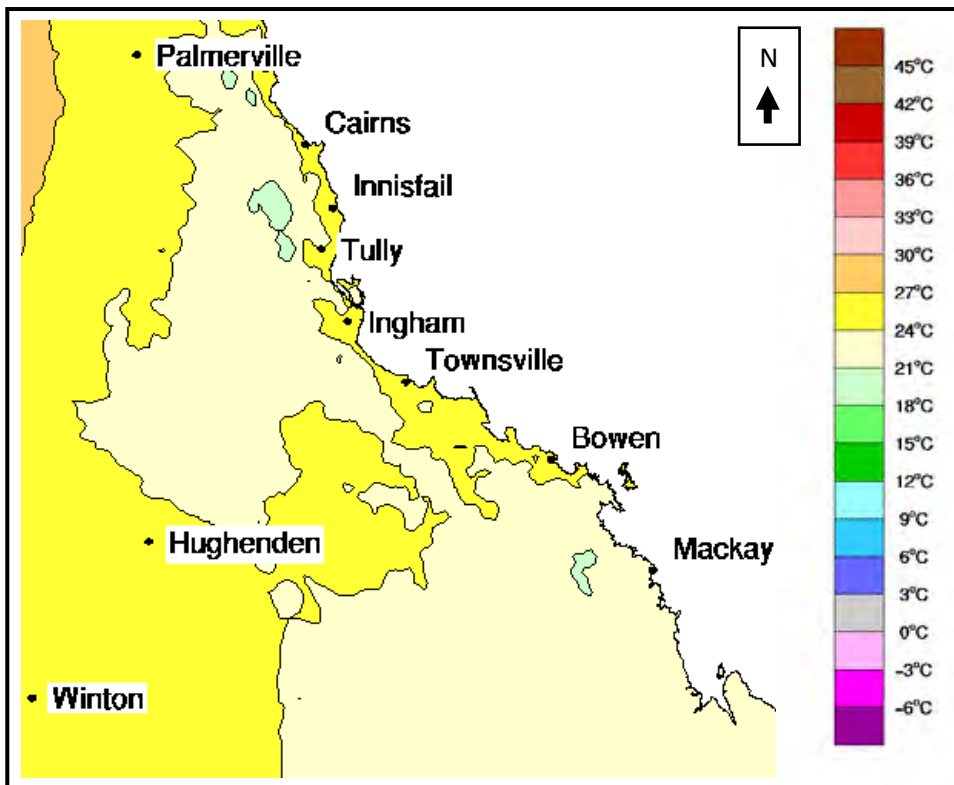 Palmerville
Cairns
Innisfail
Tully
Ingham
Townsville
Bowen
Hughenden
Mackay
Winton
N
45°C
42°C
39°C
36°C
33°C
30°C
27°C
24°C
21°C
18°C
15°C
12°C
9°C
6°C
3°C
0°C
-3°C
-6°C